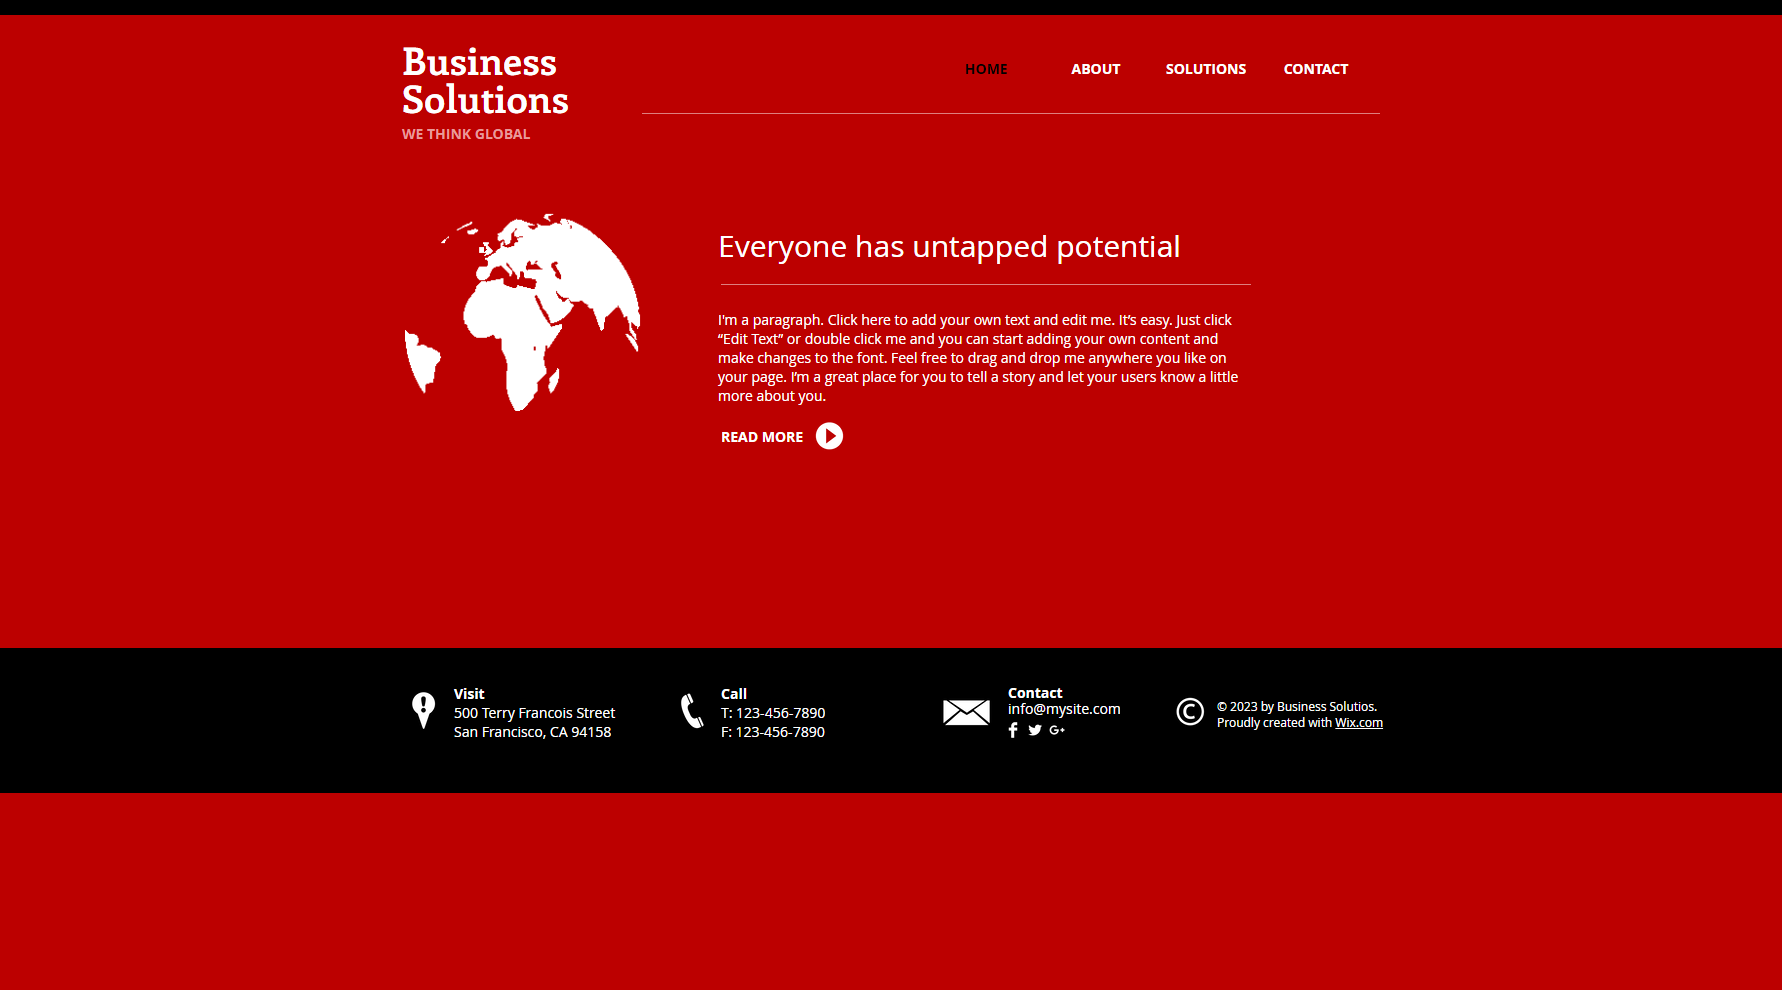 Business
Solutions
WE THINK GLOBAL
HOME ABOUT SOLUTIONS CONTACT
Everyone has untapped potential
I'm a paragraph. Click here to add your own text and edit me. It’s easy. Just click
“Edit Text” or double click me and you can start adding your own content and
make changes to the font. Feel free to drag and drop me anywhere you like on
your page. I’m a great place for you to tell a story and let your users know a little
more about you.
READ MORE
Visit
500 Terry Francois Street
San Francisco, CA 94158
Call
T: 123-456-7890
F: 123-456-7890
Contact
info@mysite.com
© 2023 by Business Solutios.
Proudly created with Wix.com